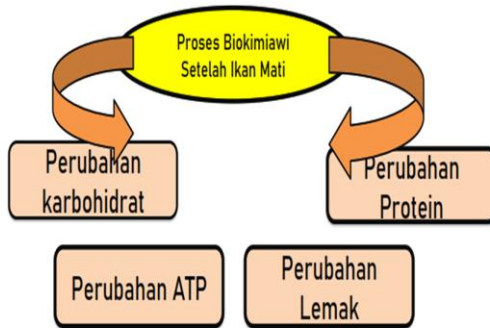 Proses Biokimiawi
Setelah Ikan Mati
Perubahan
karbohidrat
Perubahan
Protein
Perubahan ATP
Perubahan
Lemak